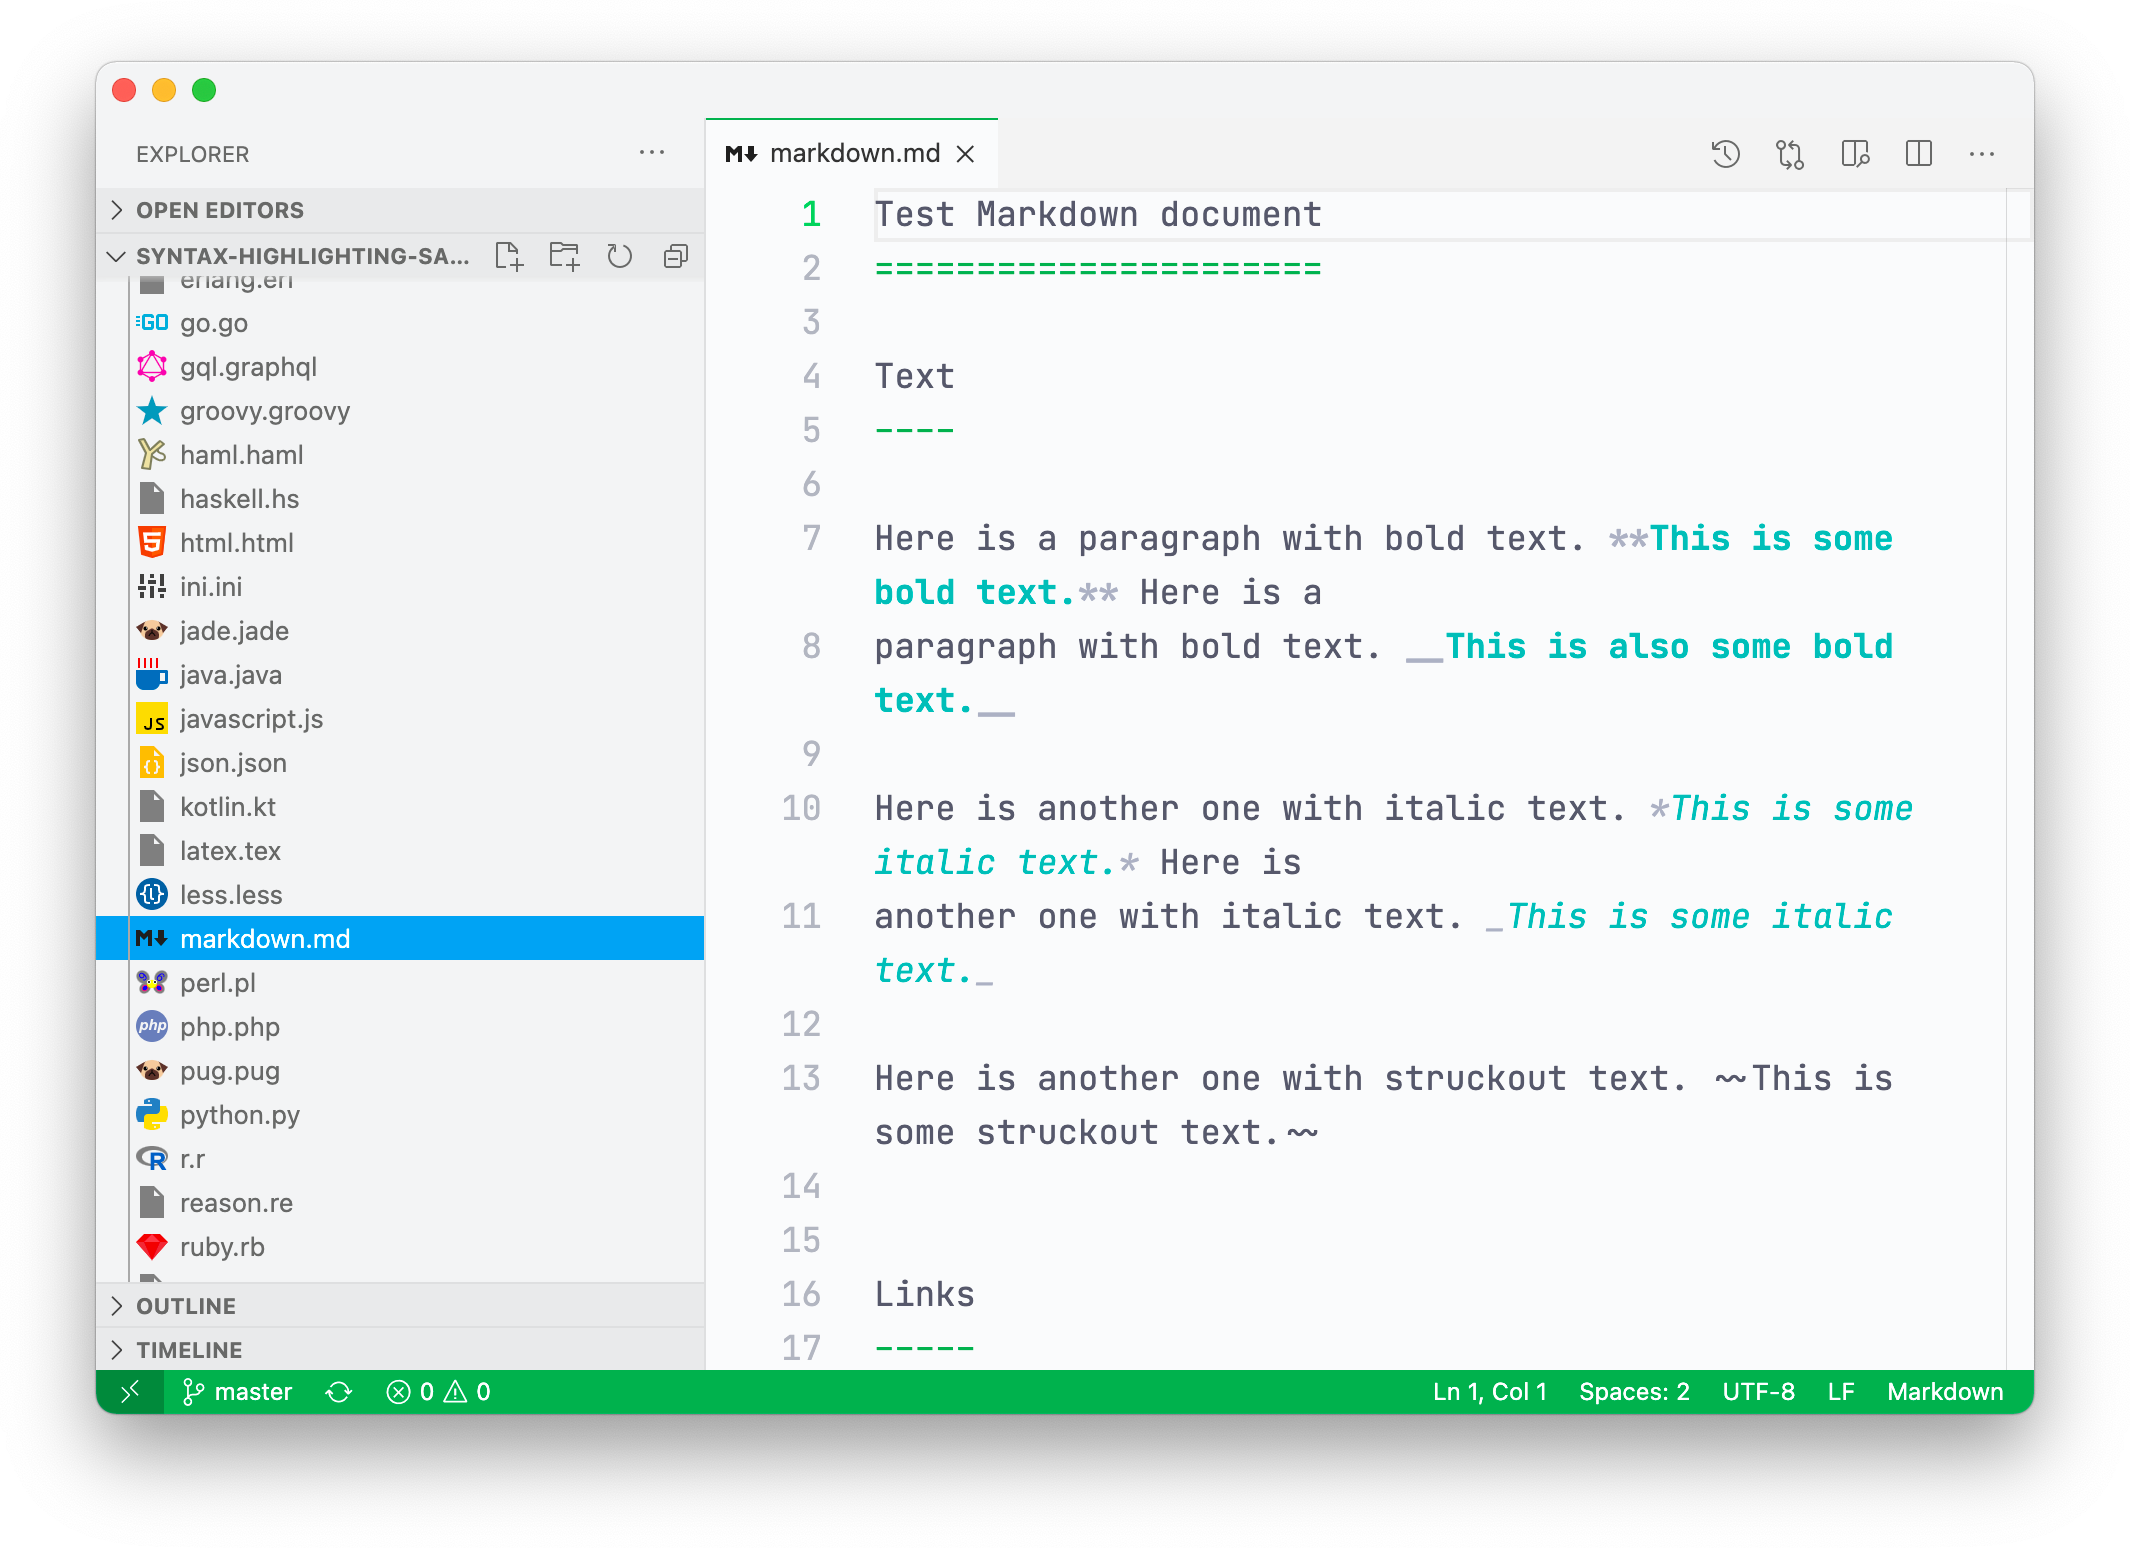 EXPLORER
OPEN EDITORS
SYNTAX-HIGHLIGHTING-SA...
erlang.erl
go.go
gql.graphql
groovy.groovy
haml.haml
haskell.hs
html.html
ini.ini
jade.jade
java.java
javascript.js
json.json
kotlin.kt
latex.tex
less.less
markdown.md
perl.pl
php.php
pug.pug
python.py
r.r
reason.re
ruby.rb
OUTLINE
TIMELINE
markdown.md
1 Test Markdown document
2 ======================
3
4 Text
5 ----
6
7 Here is a paragraph with bold text. **This is some
bold text.** Here is a
8 paragraph with bold text. __This is also some bold
text.__
9
10 Here is another one with italic text. *This is some
italic text.* Here is
11 another one with italic text. _This is some italic
text._
12
13 Here is another one with struckout text. ~~This is
some struckout text.~~
14
15
16 Links
17 -----
master 0 0 Ln 1, Col 1 Spaces: 2 UTF-8 LF Markdown